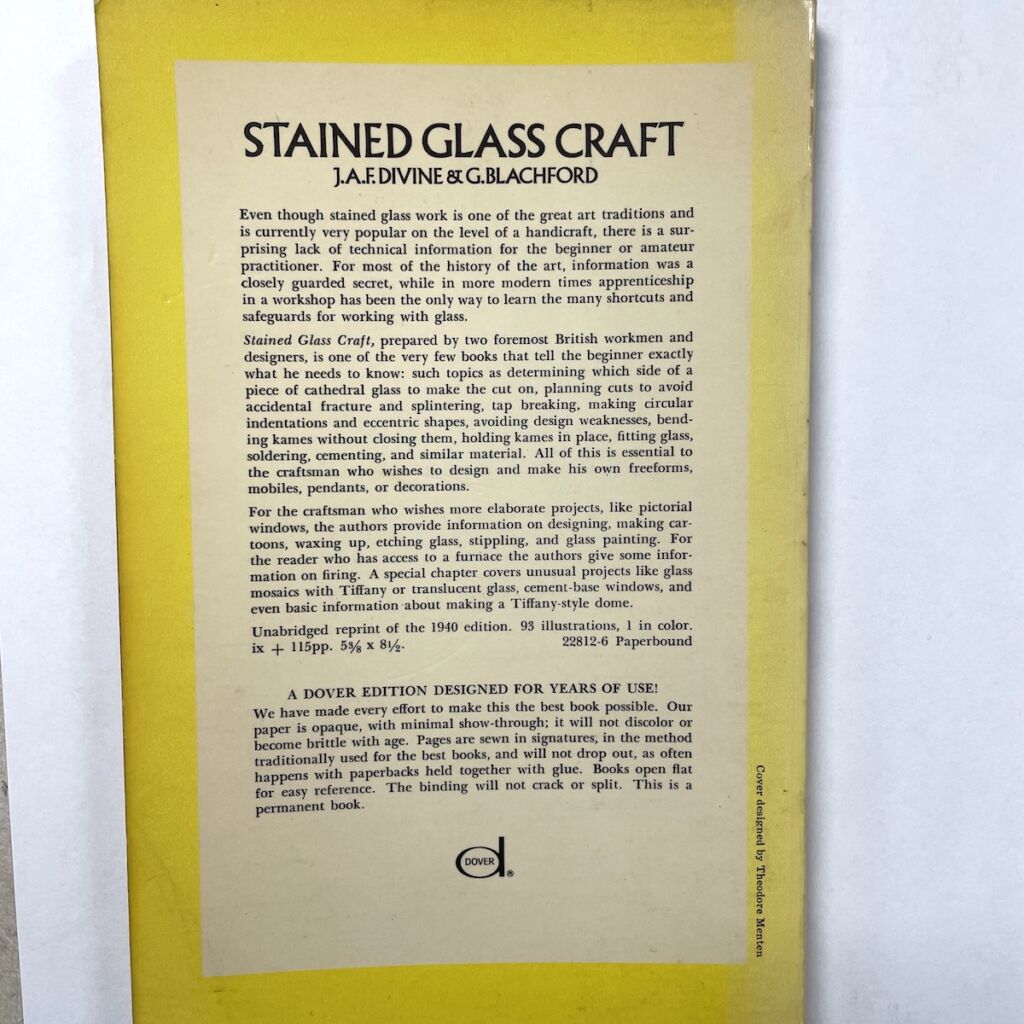 STAINED GLASS CRAFT
J.A.F. DIVINE & G. BLACHFORD
Even though stained glass work is one of the great art traditions and
is currently very popular on the level of a handicraft, there is a sur-
prising lack of technical information for the beginner or amateur
practitioner. For most of the history of the art, information was a
closely guarded secret, while in more modern times apprenticeship
in a workshop has been the only way to learn the many shortcuts and
safeguards for working with glass.
Stained Glass Craft, prepared by two foremost British workmen and
designers, is one of the very few books that tell the beginner exactly
what he needs to know: such topics as determining which side of a
piece of cathedral glass to make the cut on, planning cuts to avoid
accidental fracture and splintering, tap breaking, making circular
indentations and eccentric shapes, avoiding design weaknesses, bend-
ing kames without closing them, holding kames in place, fitting glass,
soldering, cementing, and similar material. All of this is essential to
the craftsman who wishes to design and make his own freeforms,
mobiles, pendants, or decorations.
For the craftsman who wishes more elaborate projects, like pictorial
windows, the authors provide information on designing, making car-
toons, waxing up, etching glass, stippling, and glass painting. For
the reader who has access to a furnace the authors give some infor-
mation on firing. A special chapter covers unusual projects like glass
mosaics with Tiffany or translucent glass, cement-base windows, and
even basic information about making a Tiffany-style dome.
Unabridged reprint of the 1940 edition. 93 illustrations, 1 in color.
ix + 115pp. 5⅜ x 8½. 22812-6 Paperbound
A DOVER EDITION DESIGNED FOR YEARS OF USE!
We have made every effort to make this the best book possible. Our
paper is opaque, with minimal show-through; it will not discolor or
become brittle with age. Pages are sewn in signatures, in the method
traditionally used for the best books, and will not drop out, as often
happens with paperbacks held together with glue. Books open flat
for easy reference. The binding will not crack or split. This is a
permanent book.
DOVER ®
Cover designed by Theodore Menten